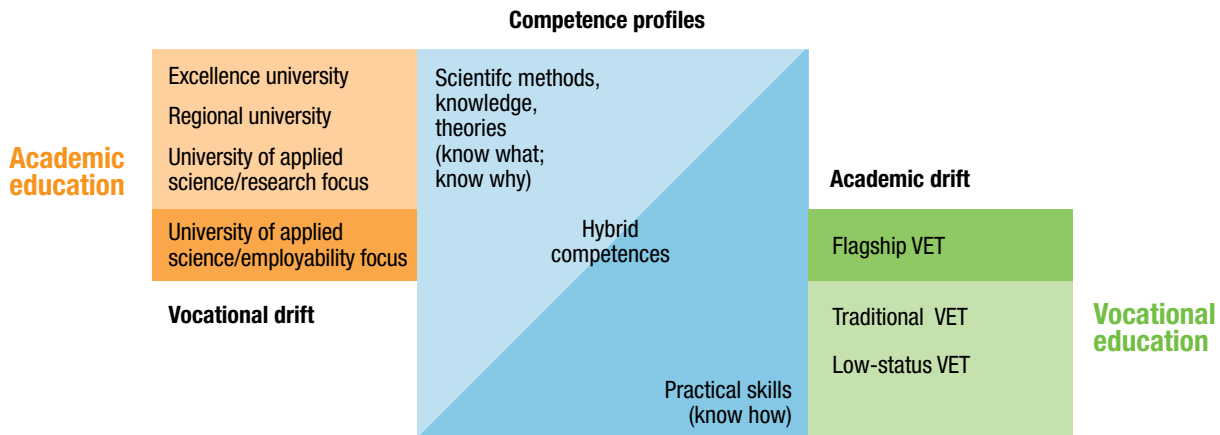 Competence profiles
Academic
education
Excellence university
Regional university
University of applied
science/research focus
University of applied
science/employability focus
Vocational drift
Scientifc methods,
knowledge,
theories
(know what;
know why)
Hybrid
competences
Practical skills
(know how)
Academic drift
Flagship VET
Traditional VET
Low-status VET
Vocational
education